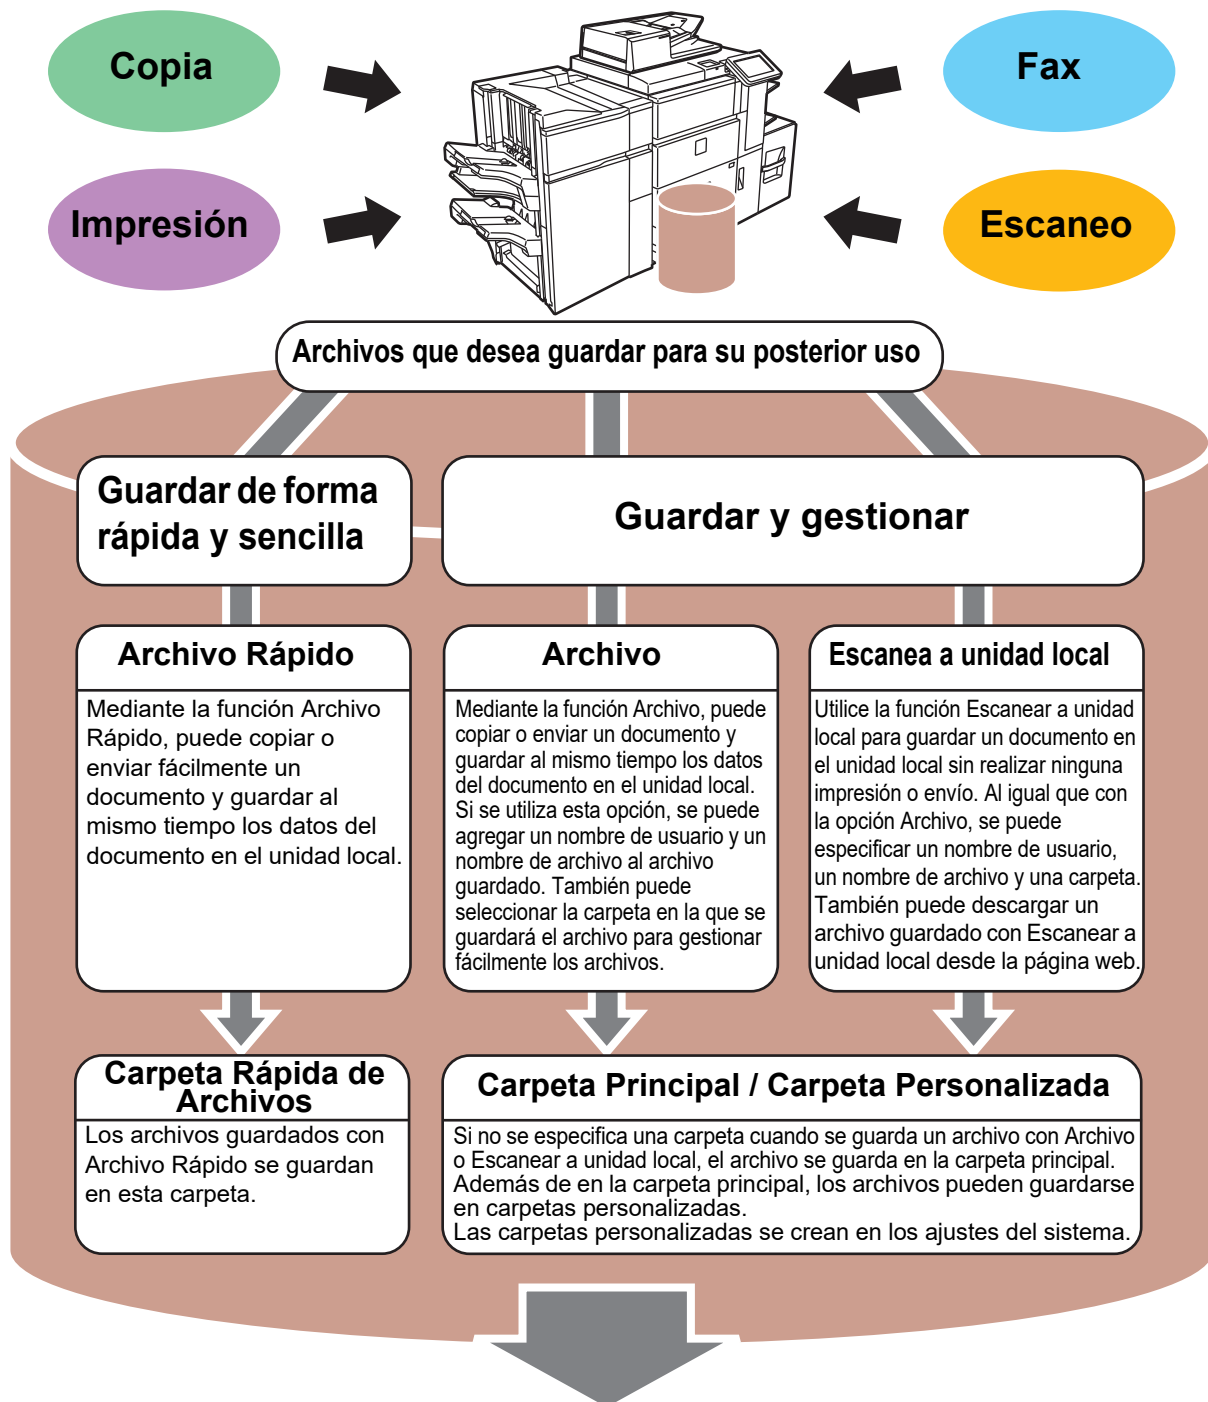 Copia
Fax
Impresión
Escaneo
Archivos que desea guardar para su posterior uso
Guardar de forma
rápida y sencilla
Guardar y gestionar
Archivo Rápido
Mediante la función Archivo
Rápido, puede copiar o
enviar fácilmente un
documento y guardar al
mismo tiempo los datos del
documento en el unidad local.
Archivo
Mediante la función Archivo, puede
copiar o enviar un documento y
guardar al mismo tiempo los datos
del documento en el unidad local.
Si se utiliza esta opción, se puede
agregar un nombre de usuario y un
nombre de archivo al archivo
guardado. También puede
seleccionar la carpeta en la que se
guardará el archivo para gestionar
fácilmente los archivos.
Escanea a unidad local
Utilice la función Escanear a unidad
local para guardar un documento en
el unidad local sin realizar ninguna
impresión o envío. Al igual que con
la opción Archivo, se puede
especificar un nombre de usuario,
un nombre de archivo y una carpeta.
También puede descargar un
archivo guardado con Escanear a
unidad local desde la página web.
Carpeta Rápida de
Archivos
Los archivos guardados con
Archivo Rápido se guardan
en esta carpeta.
Carpeta Principal / Carpeta Personalizada
Si no se especifica una carpeta cuando se guarda un archivo con Archivo
o Escanear a unidad local, el archivo se guarda en la carpeta principal.
Además de en la carpeta principal, los archivos pueden guardarse
en carpetas personalizadas.
Las carpetas personalizadas se crean en los ajustes del sistema.